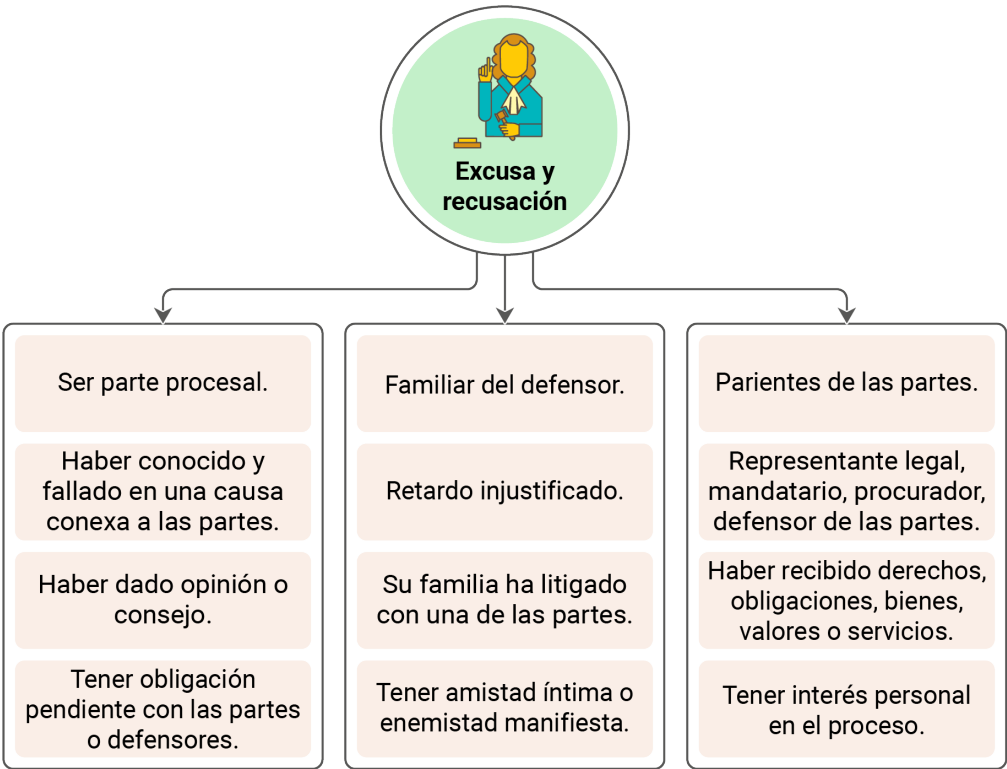 Excusa y
recusación
Ser parte procesal.
Haber conocido y
fallado en una causa
conexa a las partes.
Haber dado opinión o
consejo.
Tener obligación
pendiente con las partes
o defensores.
Familiar del defensor.
Retardo injustificado.
Su familia ha litigado
con una de las partes.
Tener amistad íntima o
enemistad manifiesta.
Parientes de las partes.
Representante legal,
mandatario, procurador,
defensor de las partes.
Haber recibido derechos,
obligaciones, bienes,
valores o servicios.
Tener interés personal
en el proceso.